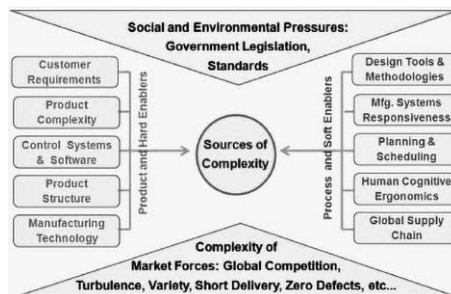 Social and Environmental Pressures:
Government Legislation,
Standards
Customer
Requirements
Product
Complexity
Control Systems
& Software
Product
Structure
Manufacturing
Technology
Product and Hard Enablers
Sources of
Complexity
Process and Soft Enablers
Design Tools &
Methodologies
Mfg. Systems
Responsiveness
Planning &
Scheduling
Human Cognitive
Ergonomics
Global Supply
Chain
Complexity of
Market Forces: Global Competition,
Turbulence, Variety, Short Delivery, Zero Defects, etc...